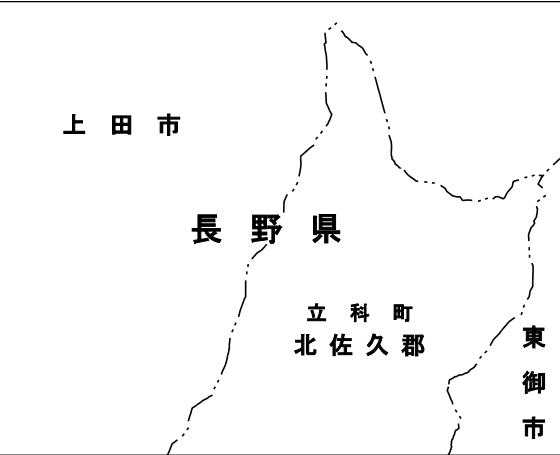 上田市
長野県
立科町
北佐久郡
東御市